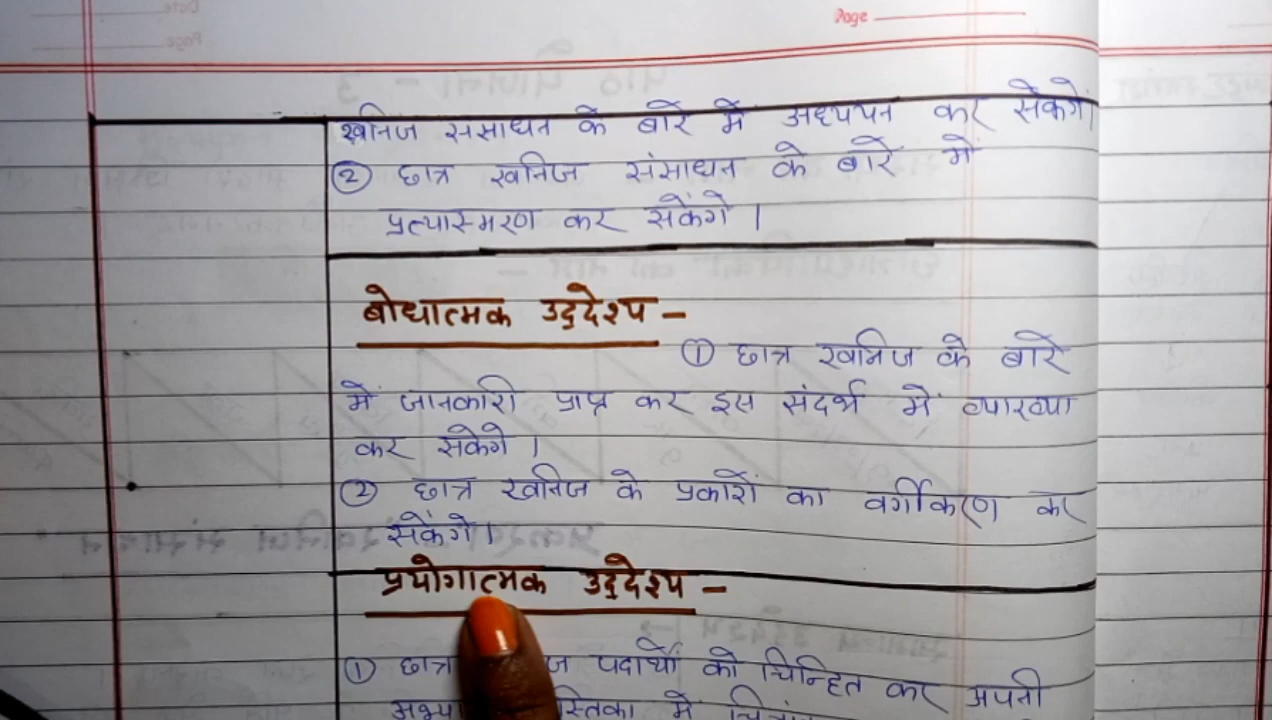 Page
खनिज संसाधन के बारे में अध्ययन कर सकेंगे।
② छात्र खनिज संसाधन के बारे में
प्रत्यास्मरण कर सकेंगे ।
बोधात्मक उद्देश्य –
① छात्र खनिज के बारे
में जानकारी प्राप्त कर इस संदर्भ में व्याख्या
कर सकेगे ।
② छात्र खनिज के प्रकारों का वर्गीकरण कर
सकेंगे।
प्रयोगात्मक उद्देश्य –
① छात्र पदार्थों को चिन्हित कर अपनी
में